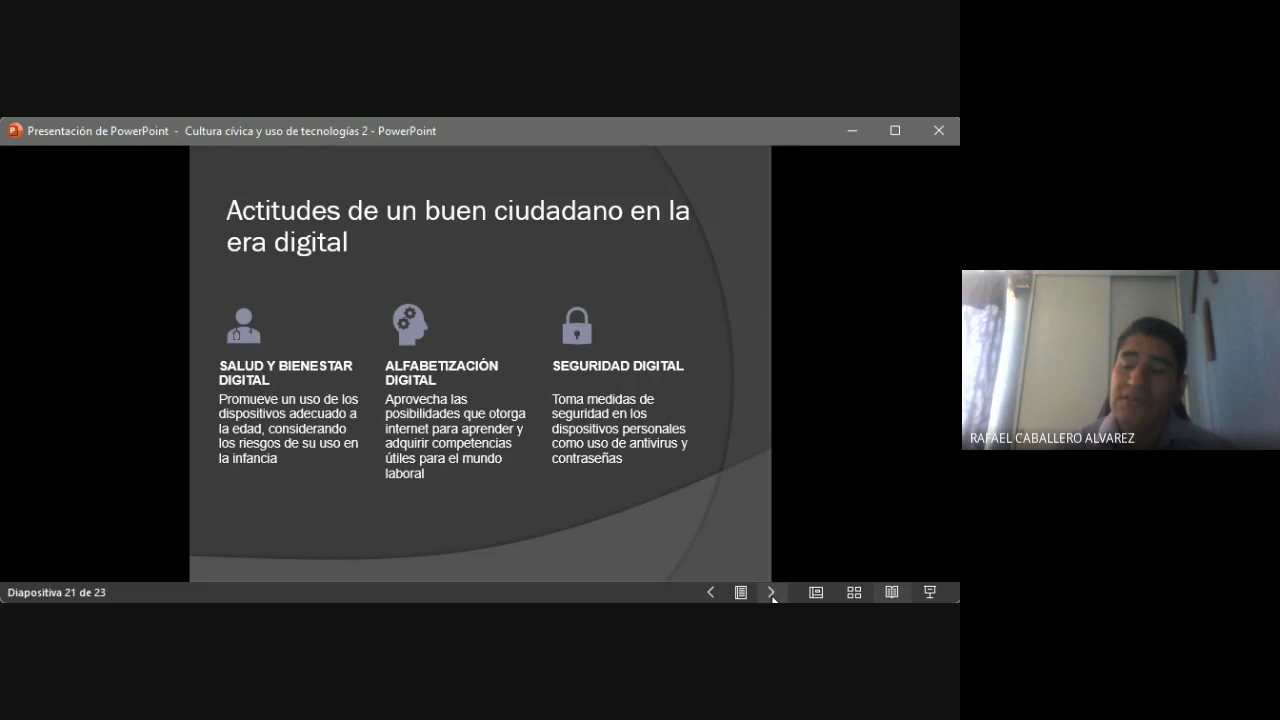 Presentación de PowerPoint - Cultura cívica y uso de tecnologías 2 - PowerPoint
Actitudes de un buen ciudadano en la
era digital
SALUD Y BIENESTAR
DIGITAL
Promueve un uso de los
dispositivos adecuado a
la edad, considerando
los riesgos de su uso en
la infancia
ALFABETIZACIÓN
DIGITAL
Aprovecha las
posibilidades que otorga
internet para aprender y
adquirir competencias
útiles para el mundo
laboral
SEGURIDAD DIGITAL
Toma medidas de
seguridad en los
dispositivos personales
como uso de antivirus y
contraseñas
RAFAEL CABALLERO ALVAREZ
Diapositiva 21 de 23